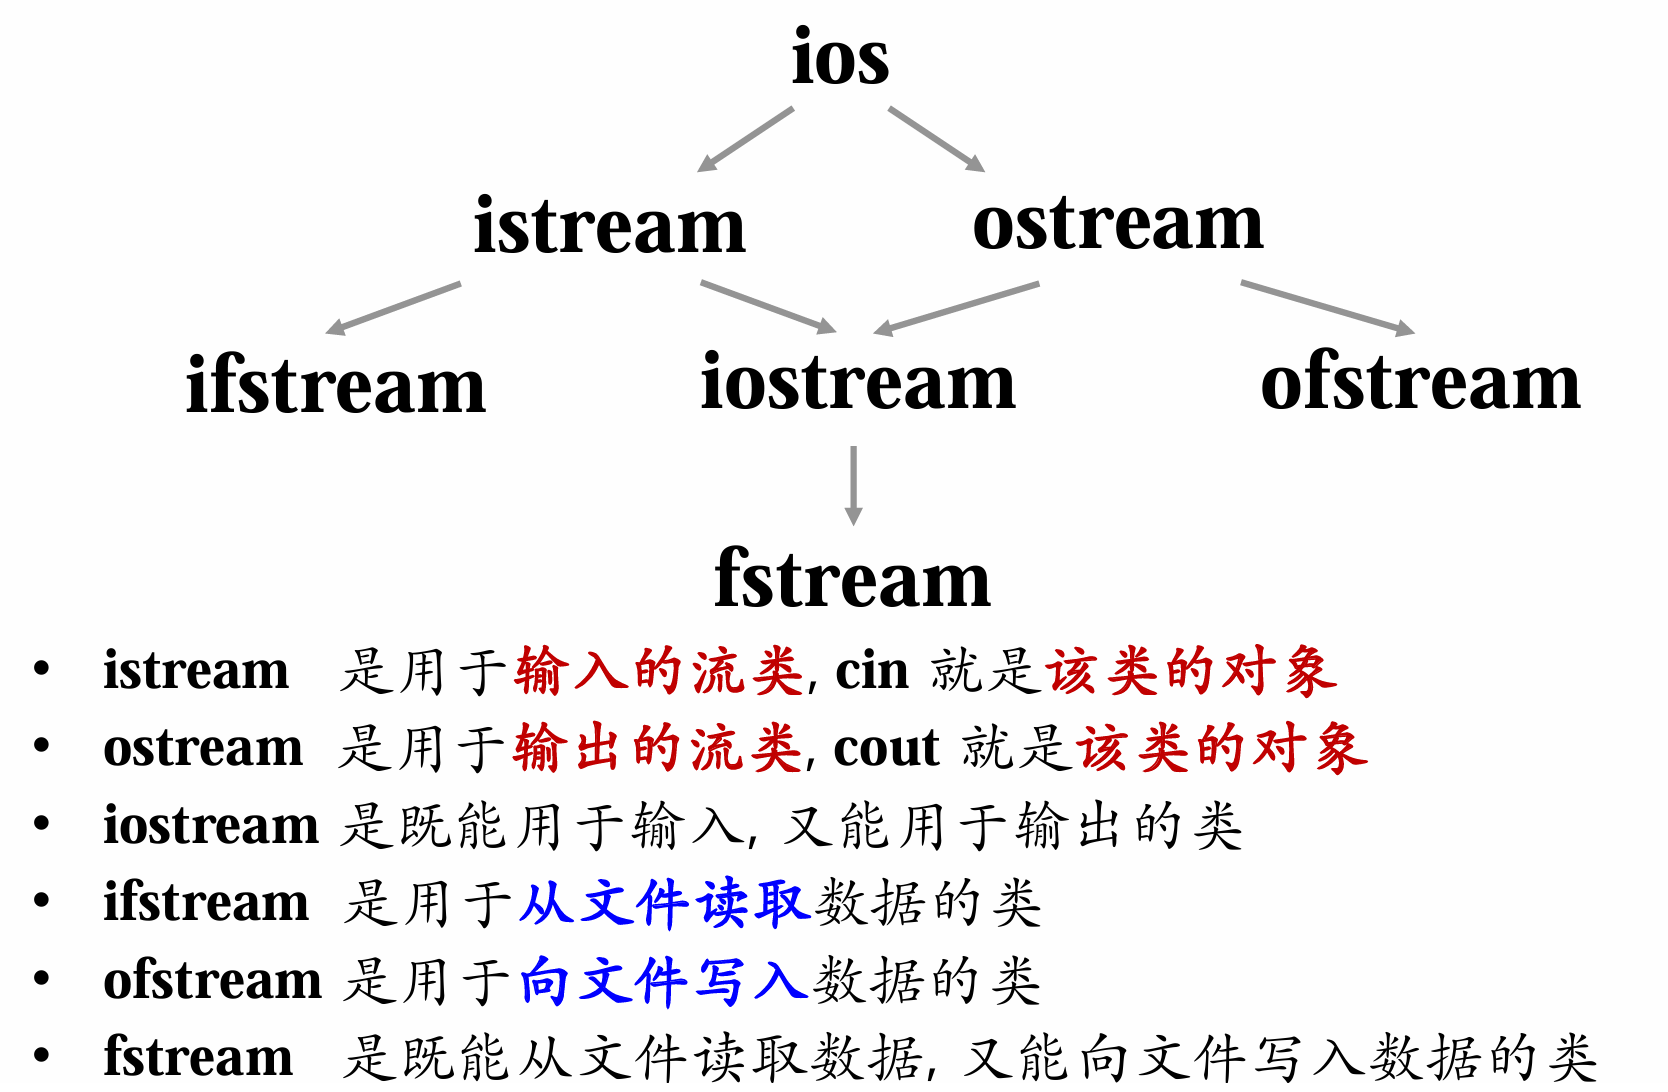 ios
istream ostream
ifstream iostream ofstream
fstream
• istream 是用于输入的流类, cin 就是该类的对象
• ostream 是用于输出的流类, cout 就是该类的对象
• iostream 是既能用于输入, 又能用于输出的类
• ifstream 是用于从文件读取数据的类
• ofstream 是用于向文件写入数据的类
• fstream 是既能从文件读取数据, 又能向文件写入数据的类